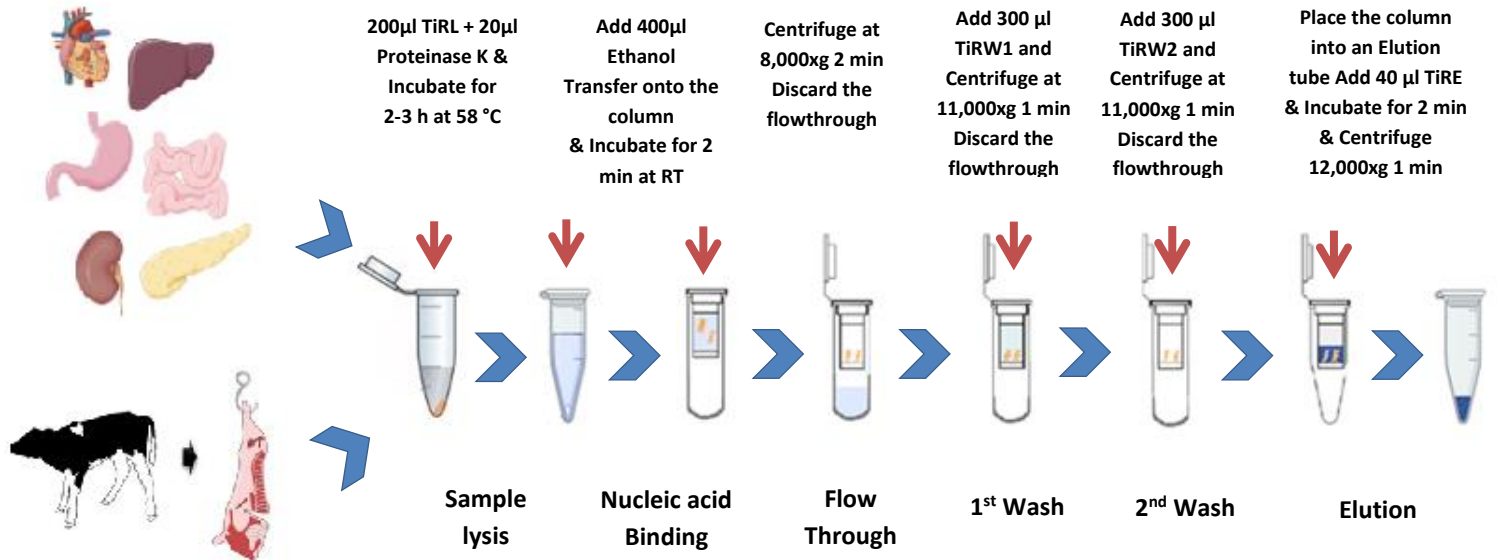 200µl TiRL + 20µl
Proteinase K &
Incubate for
2-3 h at 58 °C
Add 400µl
Ethanol
Transfer onto the
column
& Incubate for 2
min at RT
Centrifuge at
8,000xg 2 min
Discard the
flowthrough
Add 300 µl
TiRW1 and
Centrifuge at
11,000xg 1 min
Discard the
flowthrough
Add 300 µl
TiRW2 and
Centrifuge at
11,000xg 1 min
Discard the
flowthrough
Place the column
into an Elution
tube Add 40 µl TiRE
& Incubate for 2 min
& Centrifuge
12,000xg 1 min
Sample
lysis
Nucleic acid
Binding
Flow
Through
1st Wash
2nd Wash
Elution